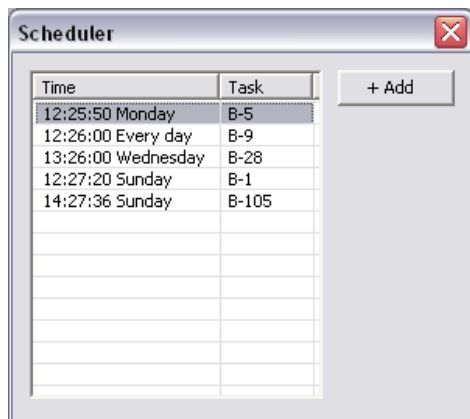 Scheduler
Time Task
+ Add
12:25:50 Monday B-5
12:26:00 Every day B-9
13:26:00 Wednesday B-28
12:27:20 Sunday B-1
14:27:36 Sunday B-105